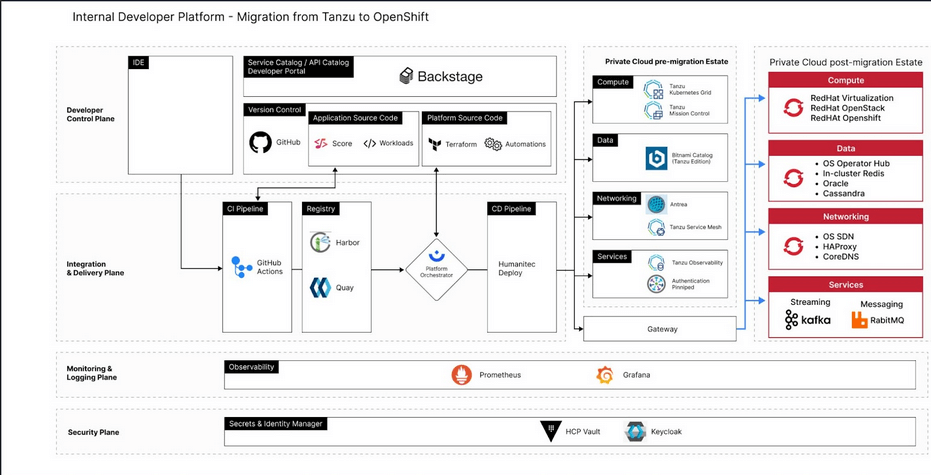 Internal Developer Platform - Migration from Tanzu to OpenShift
Developer
Control Plane
IDE
Service Catalog / API Catalog
Developer Portal
Backstage
Version Control
GitHub
Application Source Code
Score
Workloads
Platform Source Code
Terraform
Automations
Integration
& Delivery Plane
CI Pipeline
GitHub
Actions
Registry
Harbor
Quay
Platform
Orchestrator
CD Pipeline
Humanitec
Deploy
Private Cloud pre-migration Estate
Compute
Tanzu
Kubernetes Grid
Tanzu
Mission Control
Data
Bitnami Catalog
(Tanzu Edition)
Networking
Antrea
Tanzu Service Mesh
Services
Tanzu Observability
Authentication
Pinniped
Gateway
Private Cloud post-migration Estate
Compute
RedHat Virtualization
RedHat OpenStack
RedHAt Openshift
Data
• OS Operator Hub
• In-cluster Redis
• Oracle
• Cassandra
Networking
• OS SDN
• HAProxy
• CoreDNS
Services
Streaming
kafka
Messaging
RabitMQ
Monitoring &
Logging Plane
Observability
Prometheus
Grafana
Security Plane
Secrets & Identity Manager
HCP Vault
Keycloak